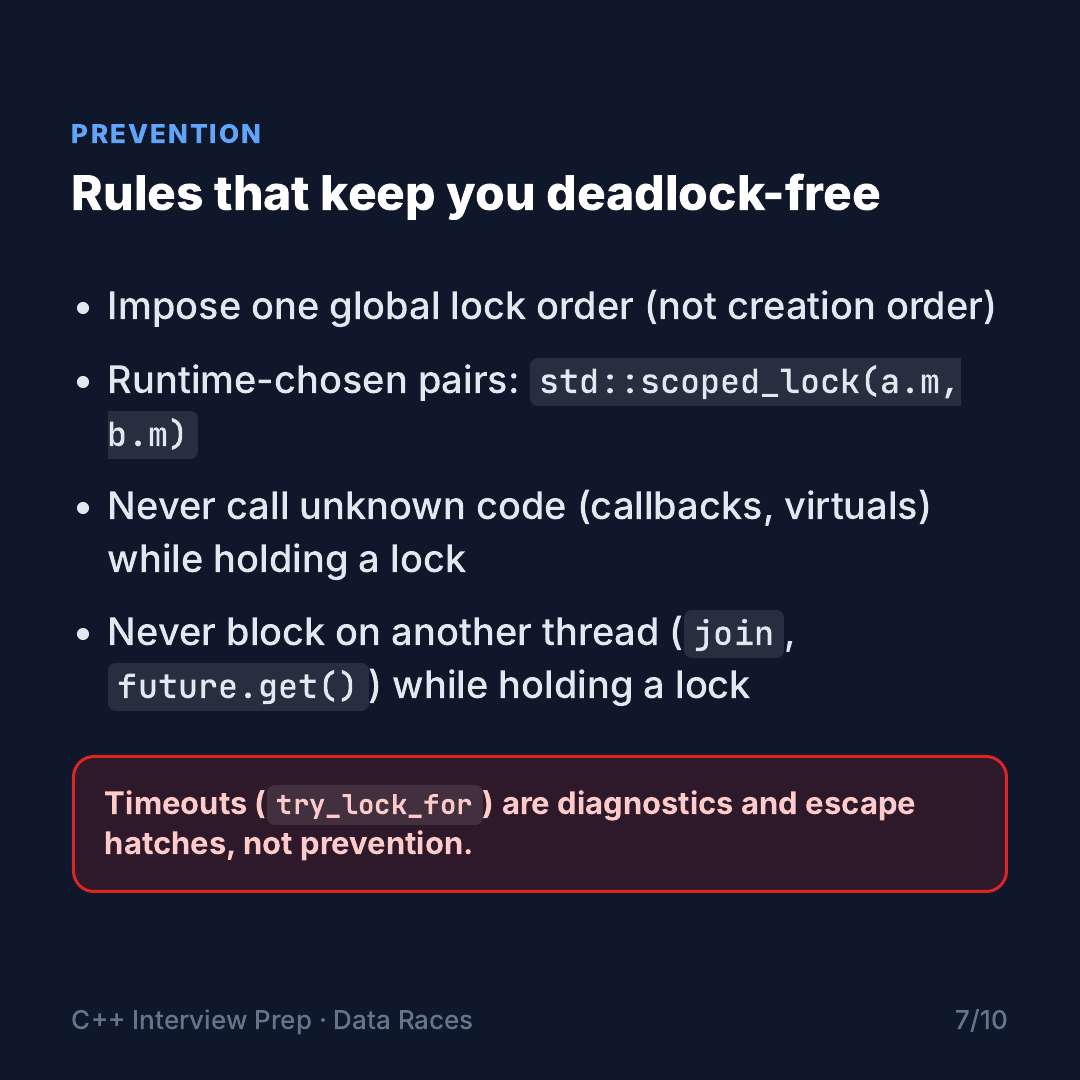 PREVENTION
Rules that keep you deadlock-free
• Impose one global lock order (not creation order)
• Runtime-chosen pairs: std::scoped_lock(a.m,
b.m)
• Never call unknown code (callbacks, virtuals)
while holding a lock
• Never block on another thread (join,
future.get()) while holding a lock
Timeouts (try_lock_for) are diagnostics and escape
hatches, not prevention.
C++ Interview Prep · Data Races
7/10